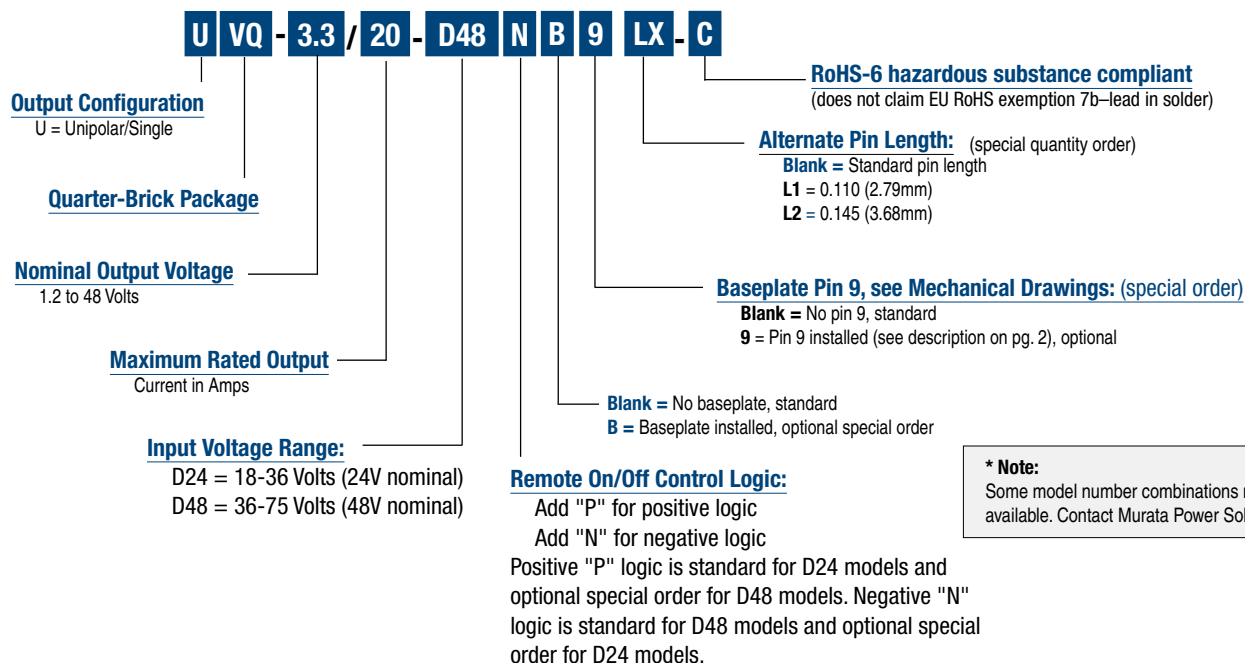 U VQ - 3.3 / 20 - D48 N B 9 LX - C
RoHS-6 hazardous substance compliant
(does not claim EU RoHS exemption 7b–lead in solder)
Output Configuration
U = Unipolar/Single
Alternate Pin Length: (special quantity order)
Blank = Standard pin length
L1 = 0.110 (2.79mm)
L2 = 0.145 (3.68mm)
Quarter-Brick Package
Nominal Output Voltage
1.2 to 48 Volts
Baseplate Pin 9, see Mechanical Drawings: (special order)
Blank = No pin 9, standard
9 = Pin 9 installed (see description on pg. 2), optional
Maximum Rated Output
Current in Amps
Blank = No baseplate, standard
B = Baseplate installed, optional special order
Input Voltage Range:
D24 = 18-36 Volts (24V nominal)
D48 = 36-75 Volts (48V nominal)
Remote On/Off Control Logic:
Add "P" for positive logic
Add "N" for negative logic
Positive "P" logic is standard for D24 models and
optional special order for D48 models. Negative "N"
logic is standard for D48 models and optional special
order for D24 models.
* Note:
Some model number combinations
available. Contact Murata Power